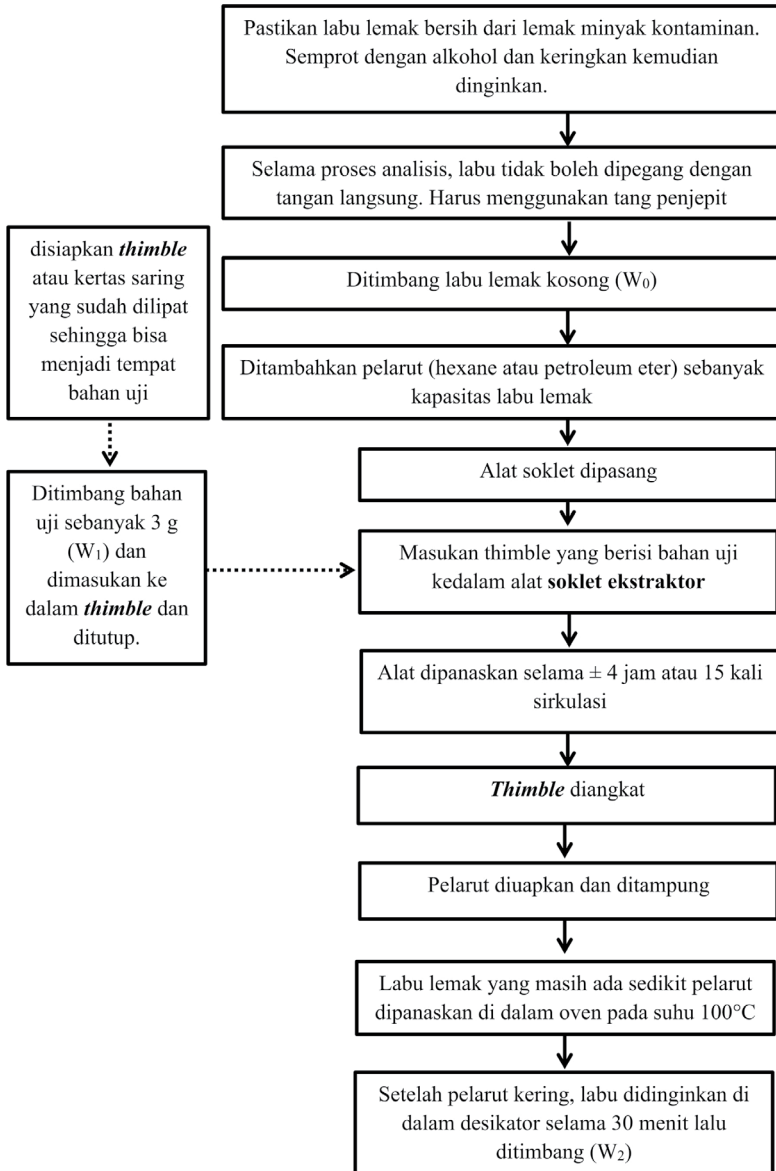 Pastikan labu lemak bersih dari lemak minyak kontaminan.
Semprot dengan alkohol dan keringkan kemudian
dinginkan.
Selama proses analisis, labu tidak boleh dipegang dengan
tangan langsung. Harus menggunakan tang penjepit
disiapkan thimble
atau kertas saring
yang sudah dilipat
sehingga bisa
menjadi tempat
bahan uji
Ditimbang labu lemak kosong (W₀)
Ditambahkan pelarut (hexane atau petroleum eter) sebanyak
kapasitas labu lemak
Alat soklet dipasang
Ditimbang bahan
uji sebanyak 3 g
(W₁) dan
dimasukan ke
dalam thimble dan
ditutup.
Masukan thimble yang berisi bahan uji
kedalam alat soklet ekstraktor
Alat dipanaskan selama ± 4 jam atau 15 kali
sirkulasi
Thimble diangkat
Pelarut diuapkan dan ditampung
Labu lemak yang masih ada sedikit pelarut
dipanaskan di dalam oven pada suhu 100°C
Setelah pelarut kering, labu didinginkan di
dalam desikator selama 30 menit lalu
ditimbang (W₂)